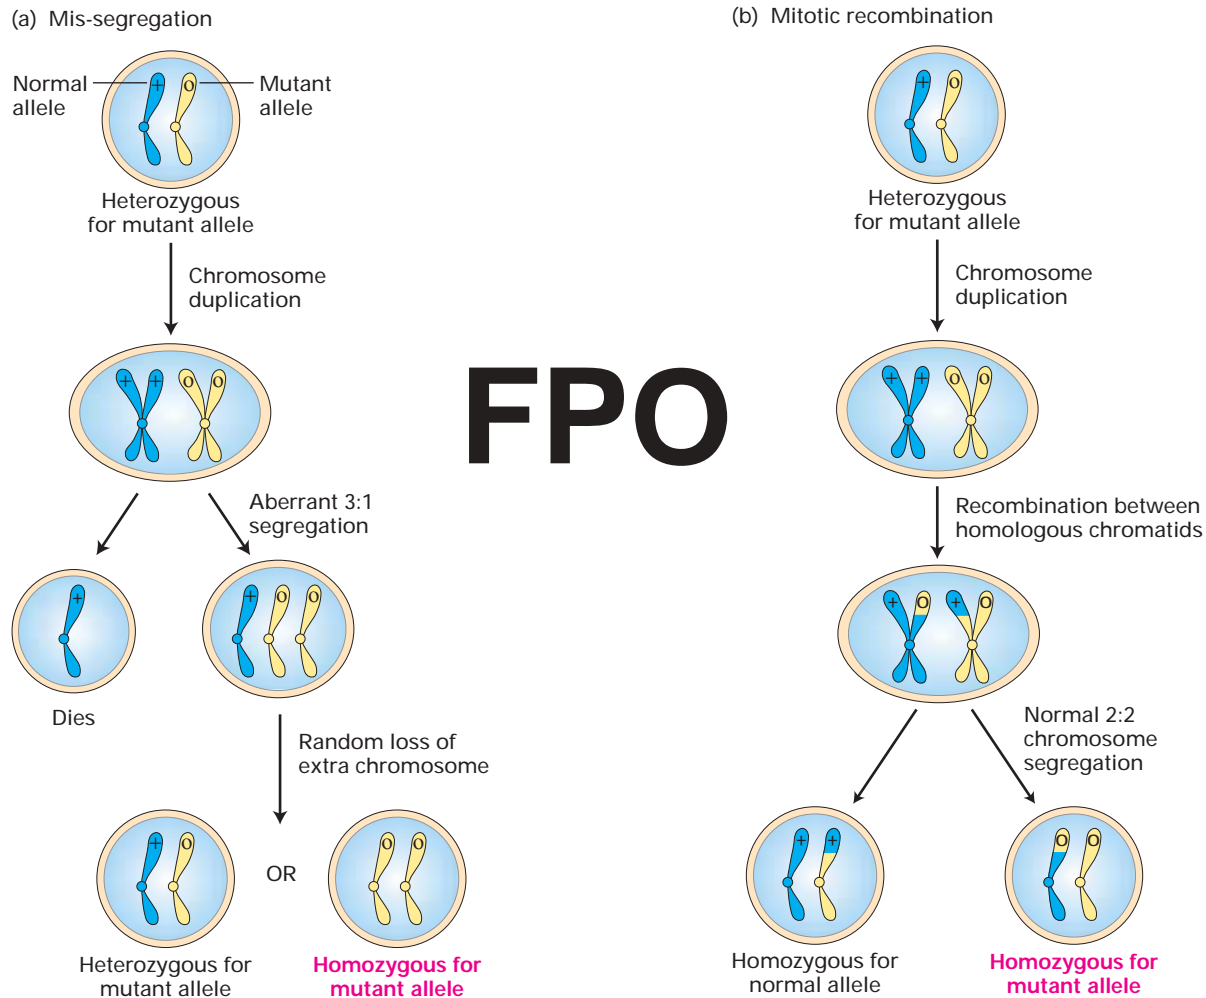 (a) Mis-segregation
Normal
allele
+
o
Mutant
allele
Heterozygous
for mutant allele
Chromosome
duplication
+ + o o
Aberrant 3:1
segregation
+
+ o o
Dies
Random loss of
extra chromosome
+ o
OR
o o
Heterozygous for
mutant allele
Homozygous for
mutant allele
FPO
(b) Mitotic recombination
+ o
Heterozygous
for mutant allele
Chromosome
duplication
+ + o o
Recombination between
homologous chromatids
+ o + o
Normal 2:2
chromosome
segregation
+ +
o o
Homozygous for
normal allele
Homozygous for
mutant allele